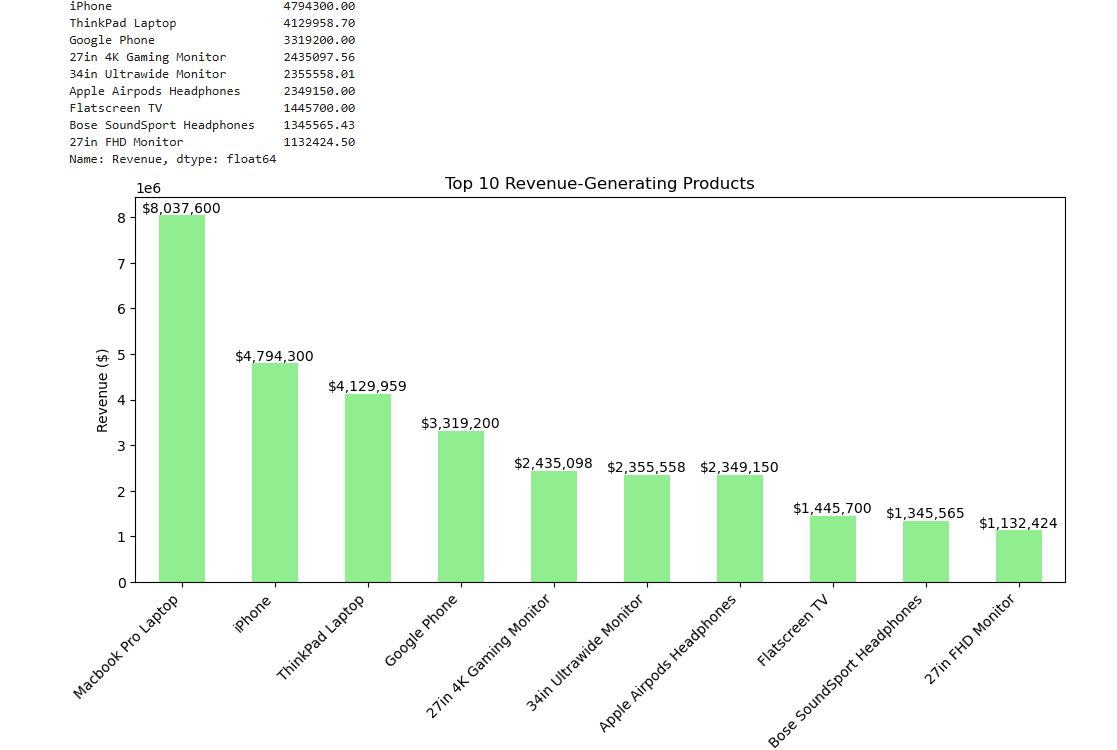 iPhone 4794300.00
ThinkPad Laptop 4129958.70
Google Phone 3319200.00
27in 4K Gaming Monitor 2435097.56
34in Ultrawide Monitor 2355558.01
Apple Airpods Headphones 2349150.00
Flatscreen TV 1445700.00
Bose SoundSport Headphones 1345565.43
27in FHD Monitor 1132424.50
Name: Revenue, dtype: float64
Top 10 Revenue-Generating Products
1e6
$8,037,600
$4,794,300
$4,129,959
$3,319,200
$2,435,098
$2,355,558
$2,349,150
$1,445,700
$1,345,565
$1,132,424
8
7
6
5
4
3
2
1
0
Revenue ($)
Macbook Pro Laptop
iPhone
ThinkPad Laptop
Google Phone
27in 4K Gaming Monitor
34in Ultrawide Monitor
Apple Airpods Headphones
Flatscreen TV
Bose SoundSport Headphones
27in FHD Monitor